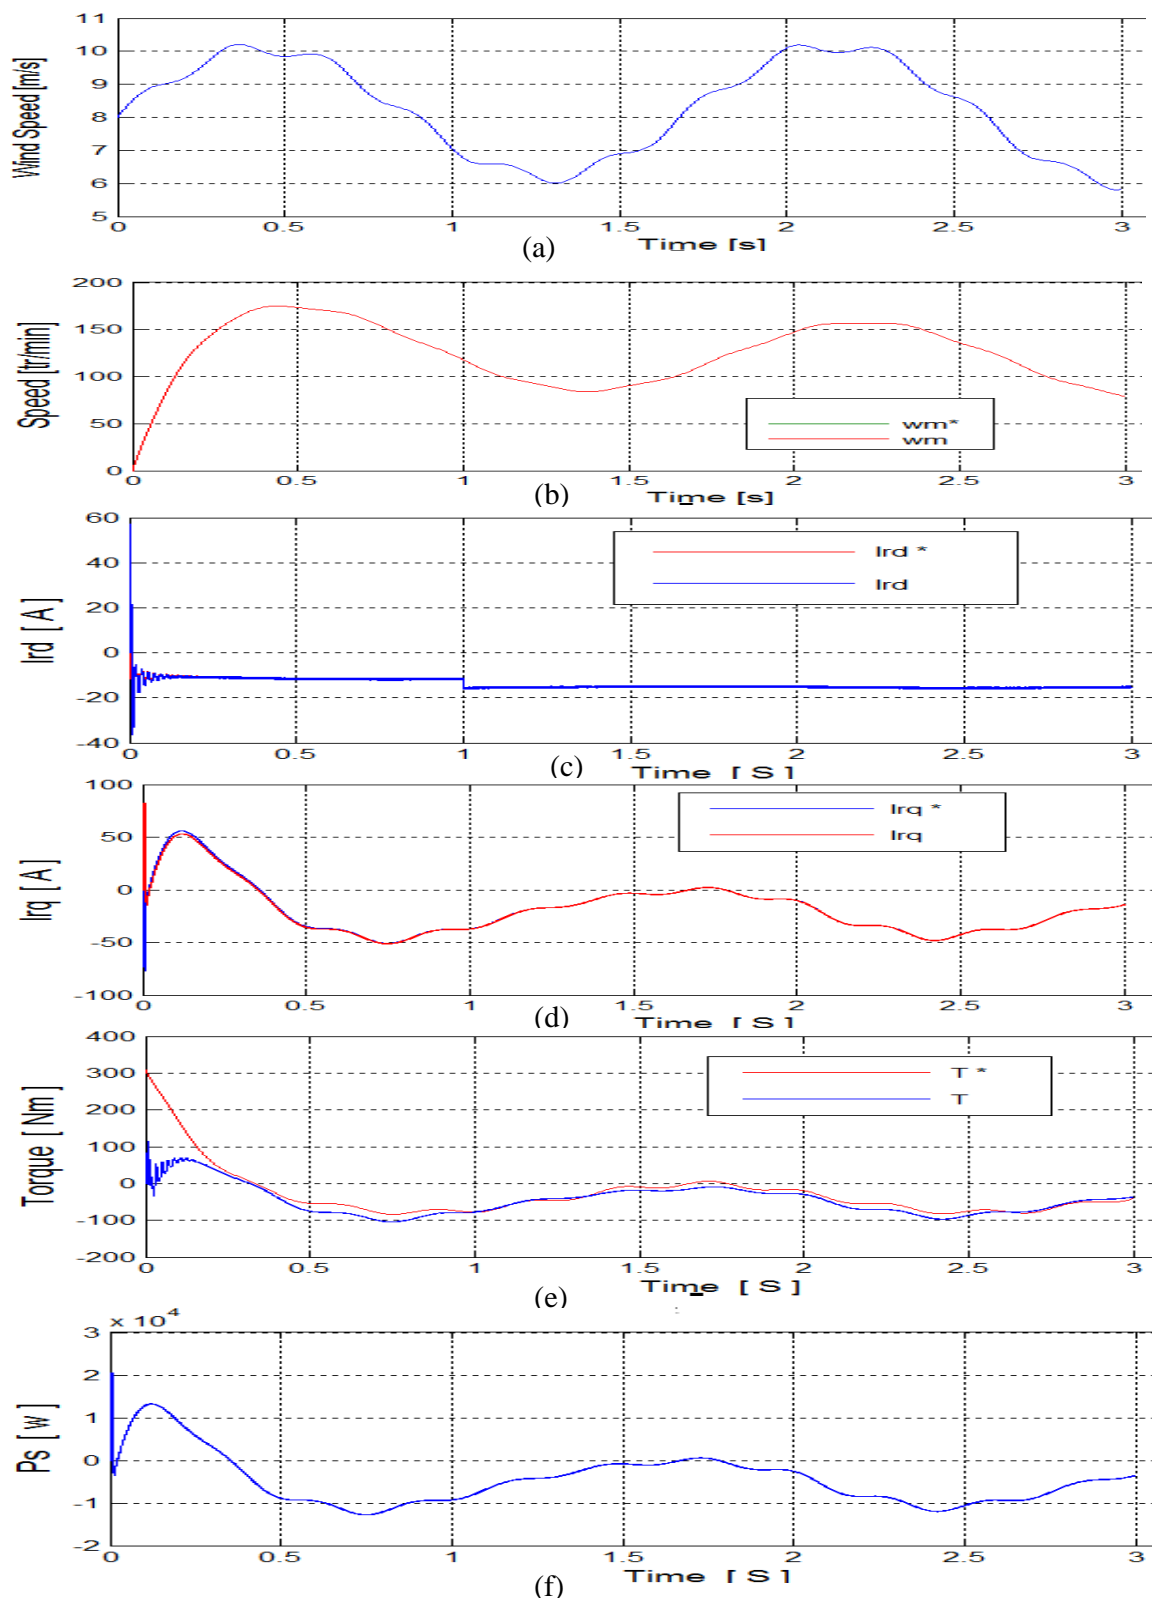 Wind Speed [m/s]
11
10
9
8
7
6
5
0 0.5 1 1.5 2 2.5 3
Time [s]
(a)
Speed [tr/min]
200
150
100
50
0
wm*
wm
0 0.5 1 1.5 2 2.5 3
Time [s]
(b)
Ird [ A ]
60
40
20
0
-20
-40
Ird *
Ird
0 0.5 1 1.5 2 2.5 3
Time [ S ]
(c)
Irq [ A ]
100
50
0
-50
-100
Irq *
Irq
0 0.5 1 1.5 2 2.5 3
Time [ S ]
(d)
Torque [ Nm ]
400
300
200
100
0
-100
-200
T *
T
0 0.5 1 1.5 2 2.5 3
Time [ S ]
(e)
x 10^4
Ps [ w ]
3
2
1
0
-1
-2
0 0.5 1 1.5 2 2.5 3
Time [ S ]
(f)